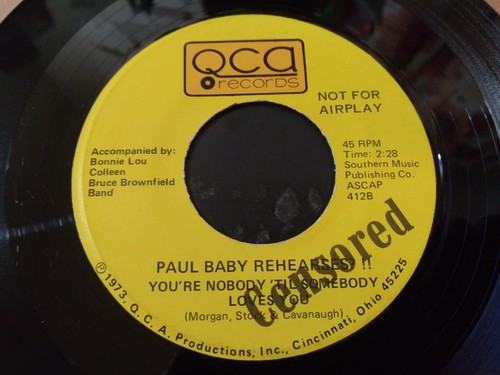 QCA
records
NOT FOR
AIRPLAY
Accompanied by:
Bonnie Lou
Colleen
Bruce Brownfield
Band
45 RPM
Time: 2:28
Southern Music
Publishing Co.
ASCAP
412B
PAUL BABY REHEARSES! !!
YOU'RE NOBODY 'TIL SOMEBODY
LOVES YOU
(Morgan, Stock & Cavanaugh)
Censored
℗ 1973, Q. C. A. Productions, Inc., Cincinnati, Ohio 45225